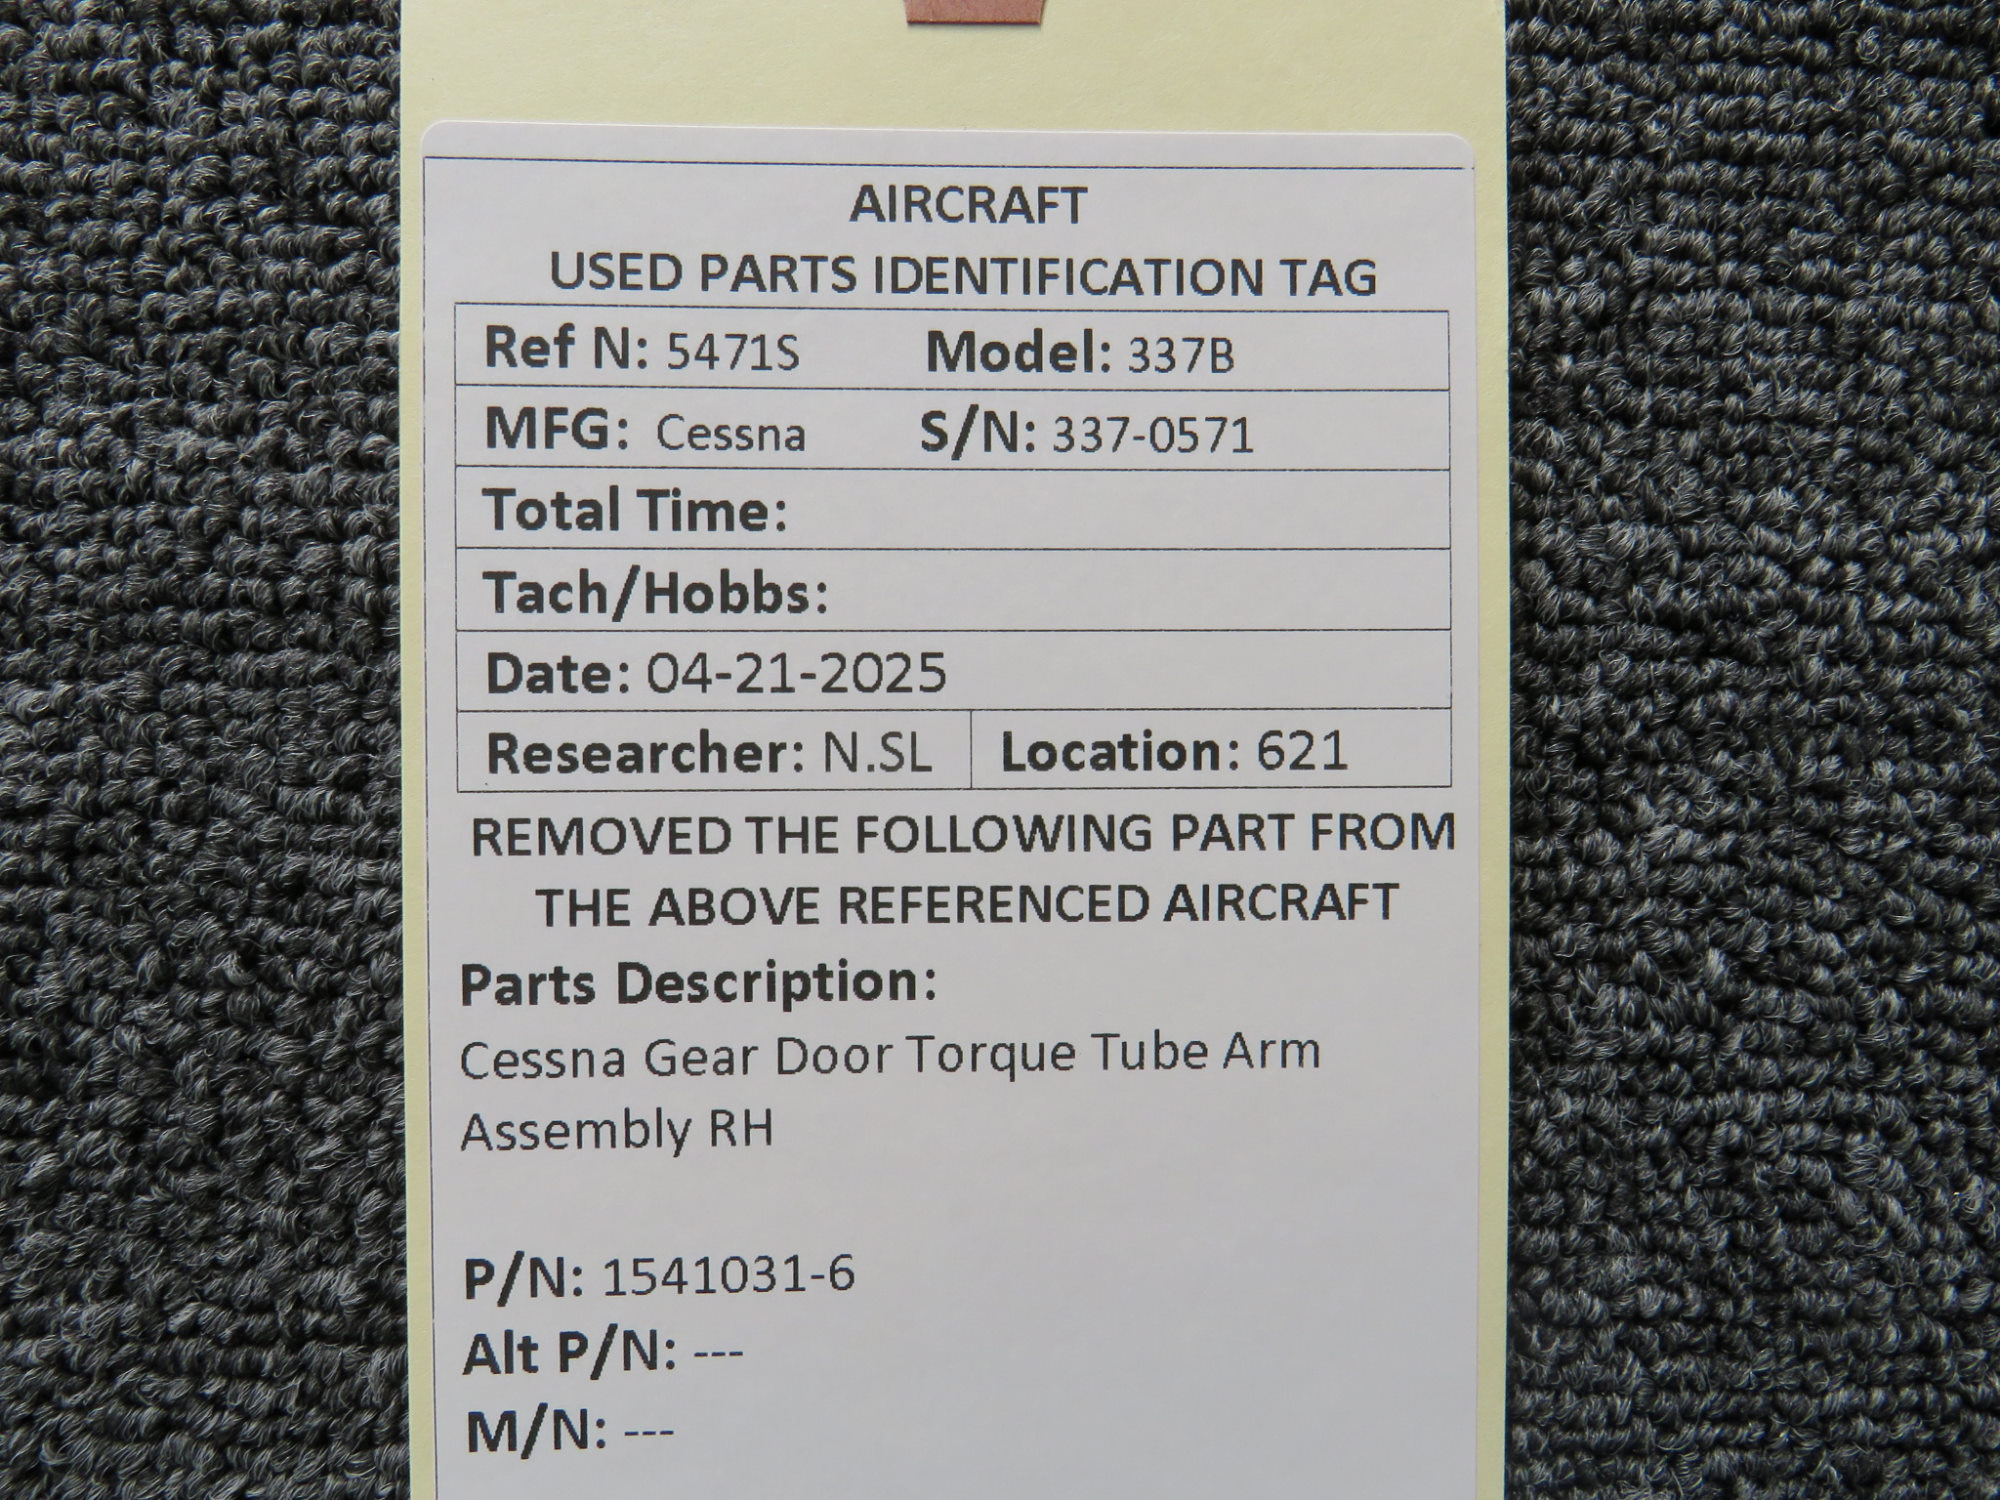 AIRCRAFT
USED PARTS IDENTIFICATION TAG
Ref N: 5471S Model: 337B
MFG: Cessna S/N: 337-0571
Total Time:
Tach/Hobbs:
Date: 04-21-2025
Researcher: N.SL Location: 621
REMOVED THE FOLLOWING PART FROM
THE ABOVE REFERENCED AIRCRAFT
Parts Description:
Cessna Gear Door Torque Tube Arm
Assembly RH
P/N: 1541031-6
Alt P/N: ---
M/N: ---